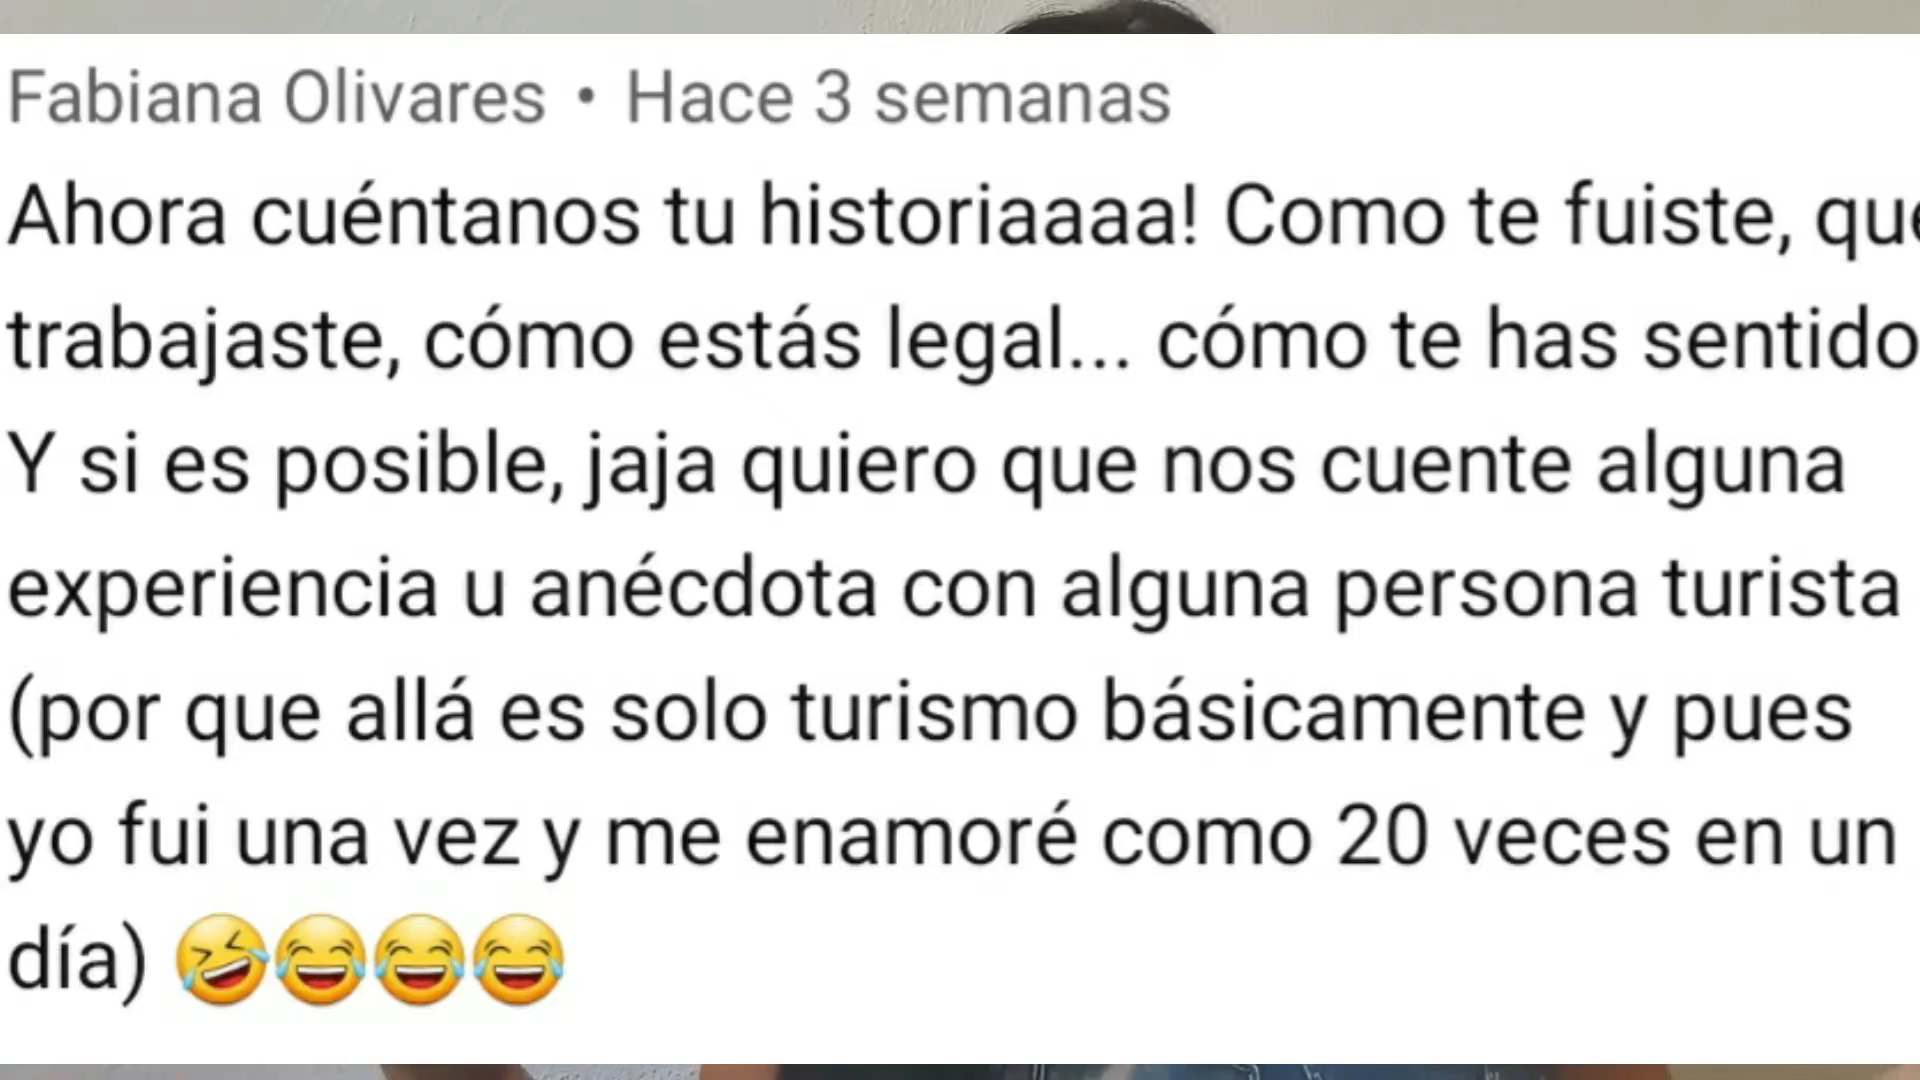 Fabiana Olivares • Hace 3 semanas
Ahora cuéntanos tu historiaaaa! Como te fuiste, que
trabajaste, cómo estás legal... cómo te has sentido
Y si es posible, jaja quiero que nos cuente alguna
experiencia u anécdota con alguna persona turista
(por que allá es solo turismo básicamente y pues
yo fui una vez y me enamoré como 20 veces en un
día) 🤣😂😂😂